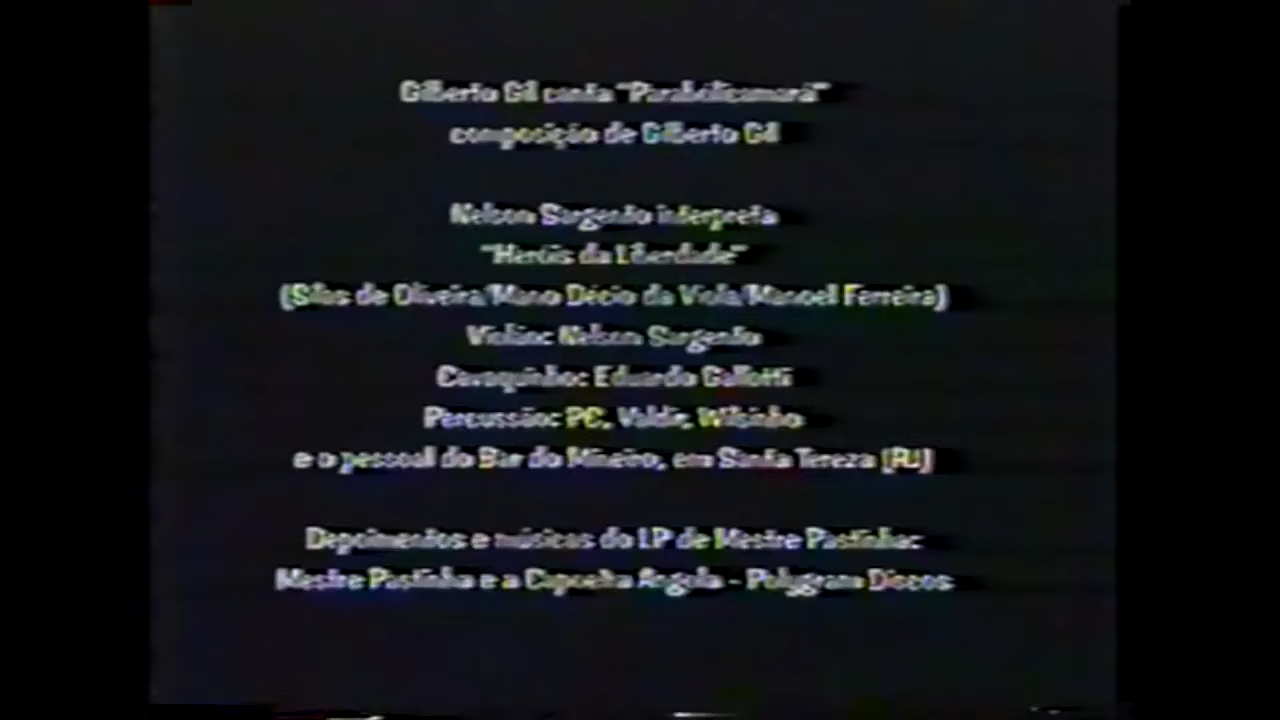 Gilberto Gil canta "Parabolicamará"
composição de Gilberto Gil
Nelson Sargento interpreta
"Heróis da Liberdade"
(Silas de Oliveira/Mano Décio da Viola/Manoel Ferreira)
Violão: Nelson Sargento
Cavaquinho: Eduardo Gallotti
Percussão: PC, Valdir, Wilsinho
e o pessoal do Bar do Mineiro, em Santa Tereza (RJ)
Depoimentos e músicas do LP de Mestre Pastinha:
Mestre Pastinha e a Capoeira Angola - Polygram Discos